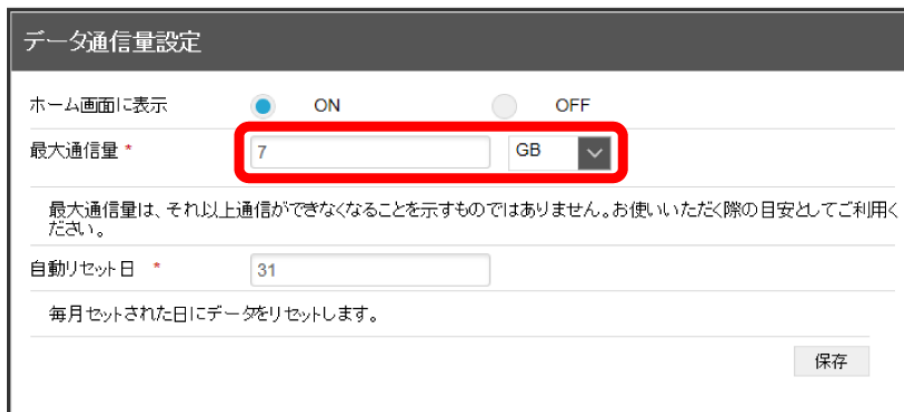 データ通信量設定
ホーム画面に表示 ON OFF
最大通信量 * 7 GB
最大通信量は、それ以上通信ができなくなることを示すものではありません。お使いいただく際の目安としてご利用く
ださい。
自動リセット日 * 31
毎月セットされた日にデータをリセットします。
保存